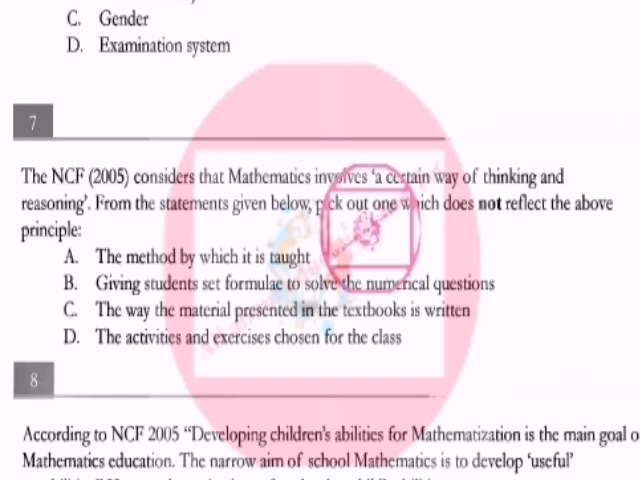 C. Gender
D. Examination system
7
The NCF (2005) considers that Mathematics involves 'a certain way of thinking and
reasoning'. From the statements given below, pick out one which does not reflect the above
principle:
A. The method by which it is taught
B. Giving students set formulae to solve the numerical questions
C. The way the material presented in the textbooks is written
D. The activities and exercises chosen for the class
8
According to NCF 2005 “Developing children's abilities for Mathematization is the main goal o
Mathematics education. The narrow aim of school Mathematics is to develop 'useful'